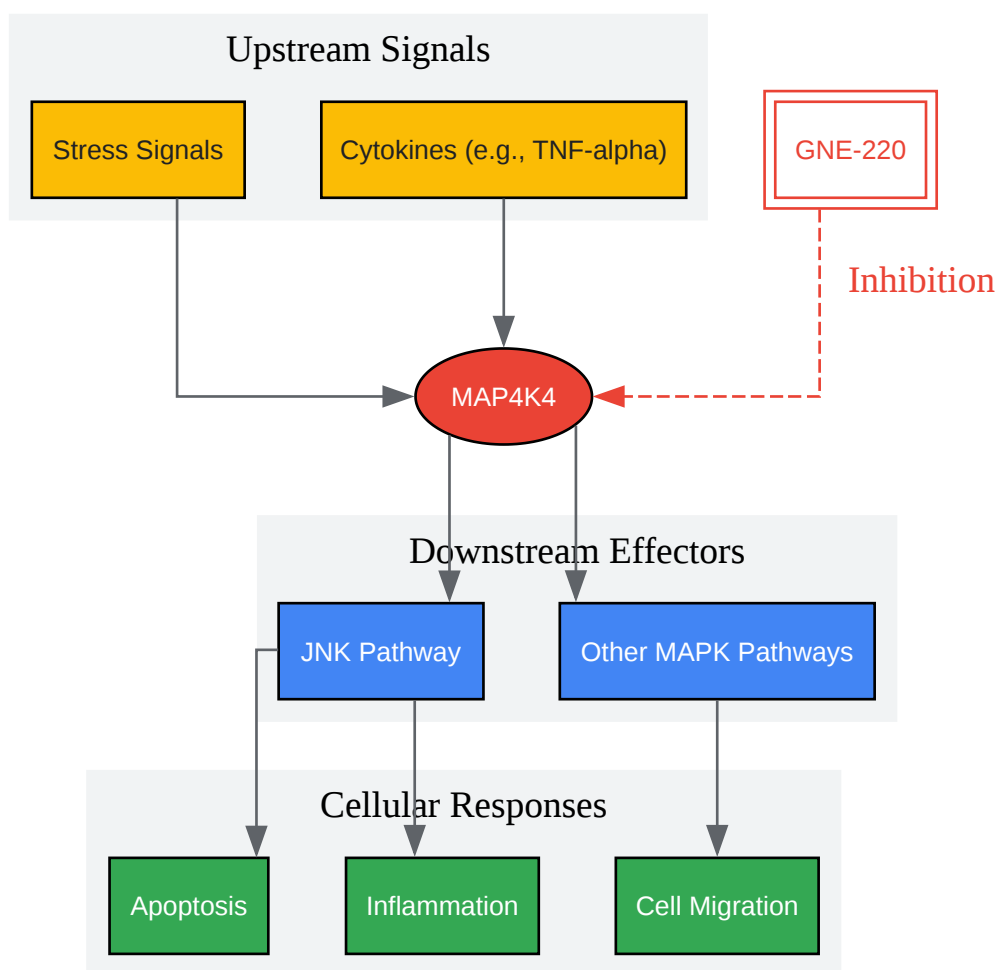 Upstream Signals
Stress Signals
Cytokines (e.g., TNF-alpha)
GNE-220
Inhibition
MAP4K4
Downstream Effectors
JNK Pathway
Other MAPK Pathways
Cellular Responses
Apoptosis
Inflammation
Cell Migration